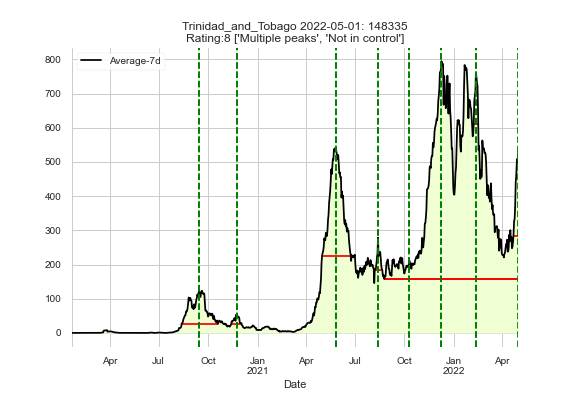 Trinidad_and_Tobago 2022-05-01: 148335
Rating:8 ['Multiple peaks', 'Not in control']
Average-7d
800
700
600
500
400
300
200
100
0
Apr Jul Oct Jan Apr Jul Oct Jan Apr
2021 2022
Date